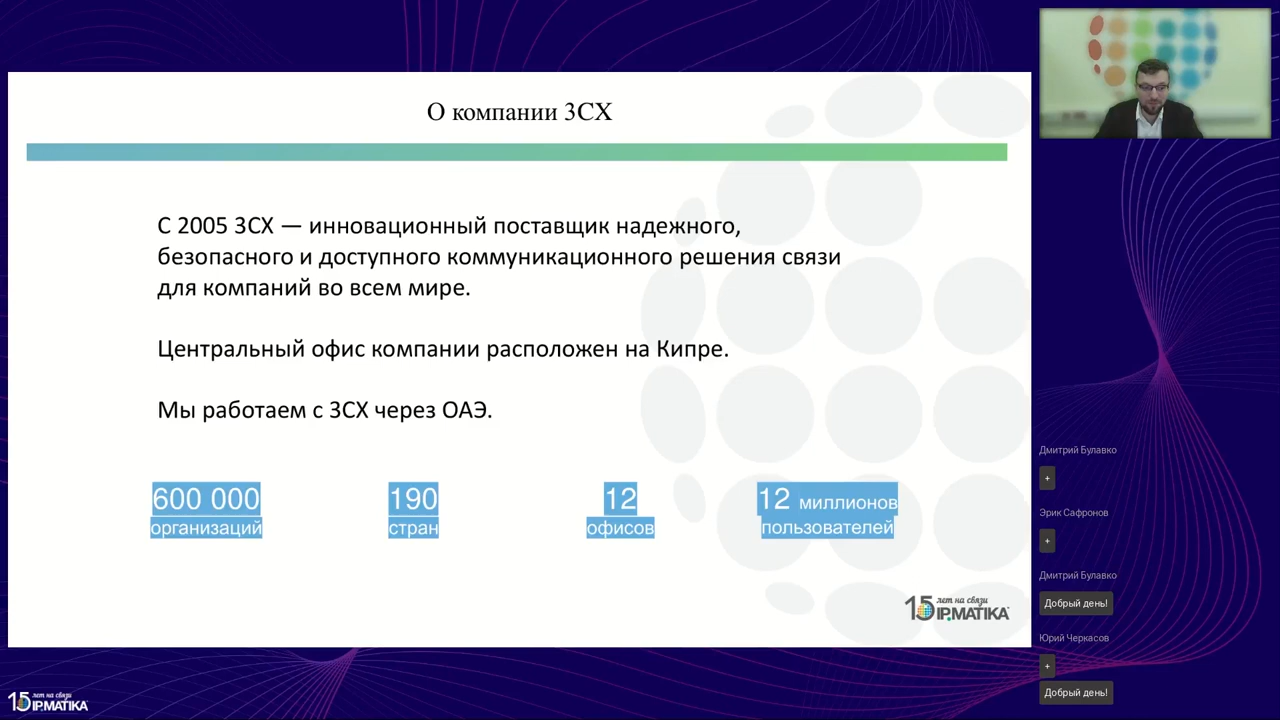 О компании 3CX
С 2005 3CX — инновационный поставщик надежного,
безопасного и доступного коммуникационного решения связи
для компаний во всем мире.
Центральный офис компании расположен на Кипре.
Мы работаем с 3CX через ОАЭ.
600 000
организаций
190
стран
12
офисов
12 миллионов
пользователей
15 лет на связи
IPMATIKA
Дмитрий Булавко
+
Эрик Сафронов
+
Дмитрий Булавко
Добрый день!
Юрий Черкасов
+
Добрый день!
15 лет на связи
IPMATIKA